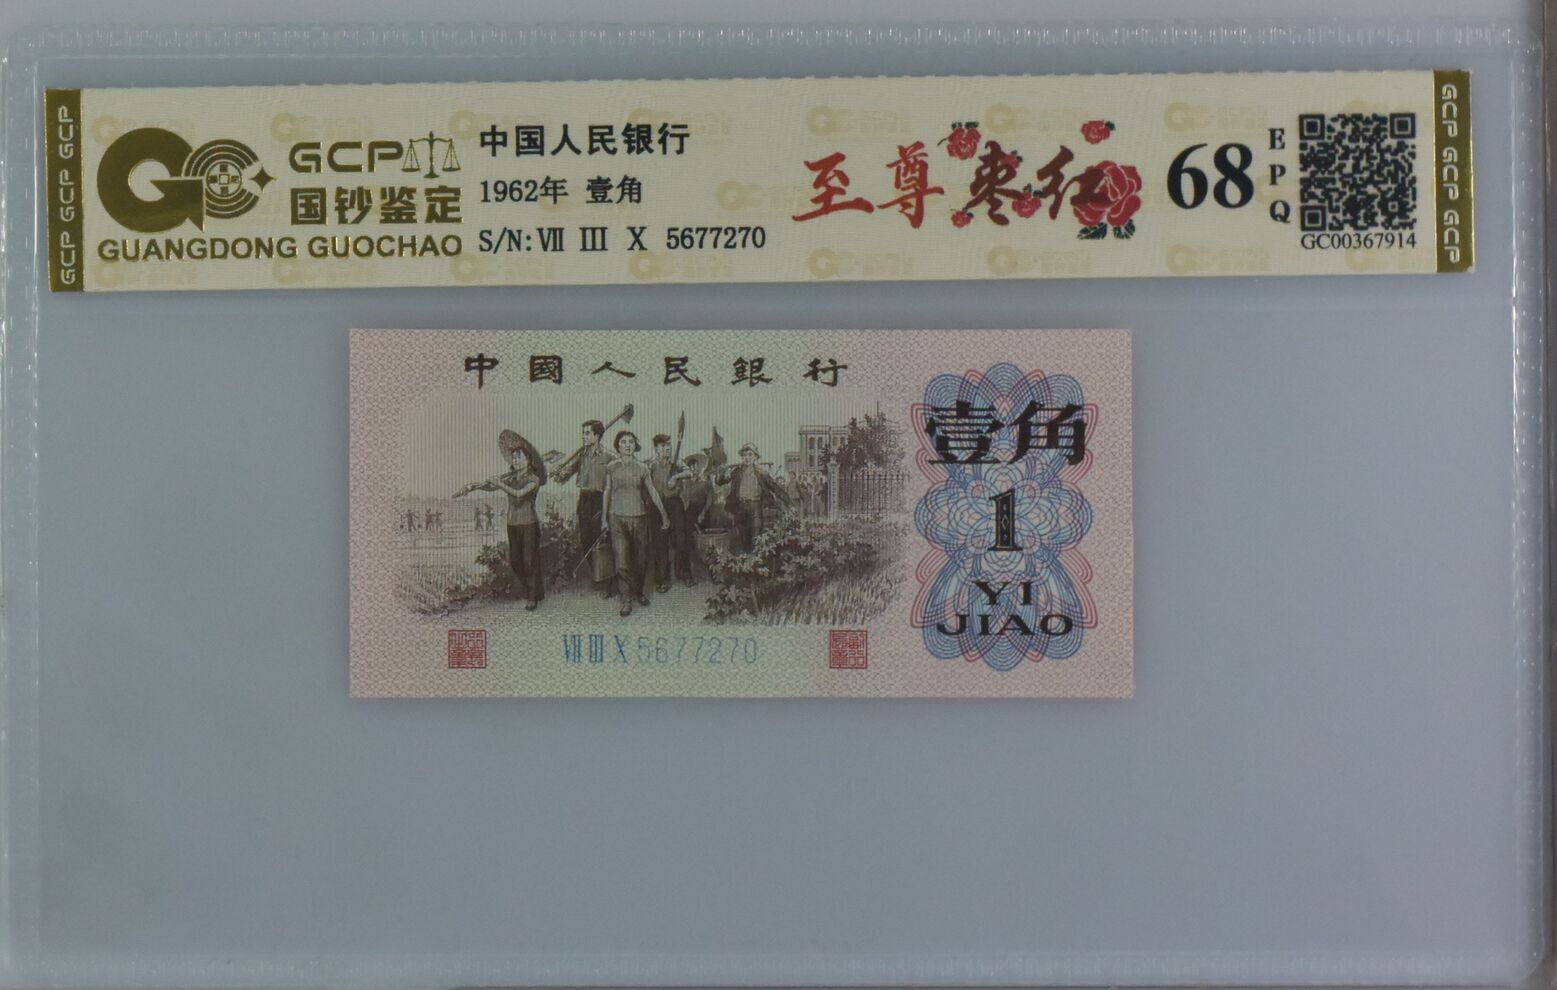 GCP GCP GCP
GCP
国钞鉴定
GUANGDONG GUOCHAO
中国人民银行
1962年 壹角
S/N: Ⅶ Ⅲ Ⅹ 5677270
至尊枣红
68
EPQ
GC00367914
GCP GCP GCP
中國人民銀行
壹角
1
YI
JIAO
Ⅶ Ⅲ Ⅹ 5677270